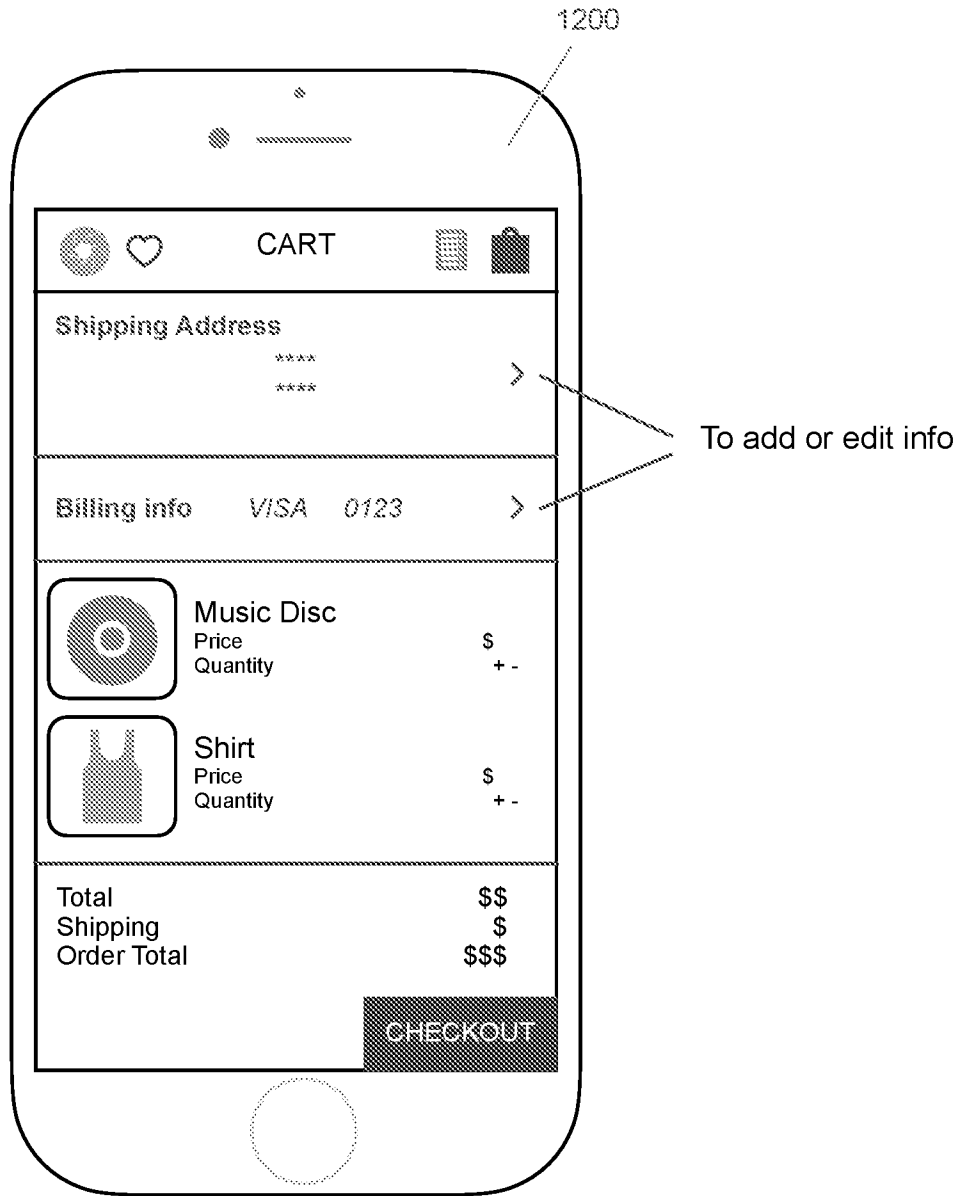 1200
CART
Shipping Address
****
****
To add or edit info
Billing info VISA 0123
Music Disc
Price $
Quantity + -
Shirt
Price $
Quantity + -
Total $$
Shipping $
Order Total $$$
CHECKOUT